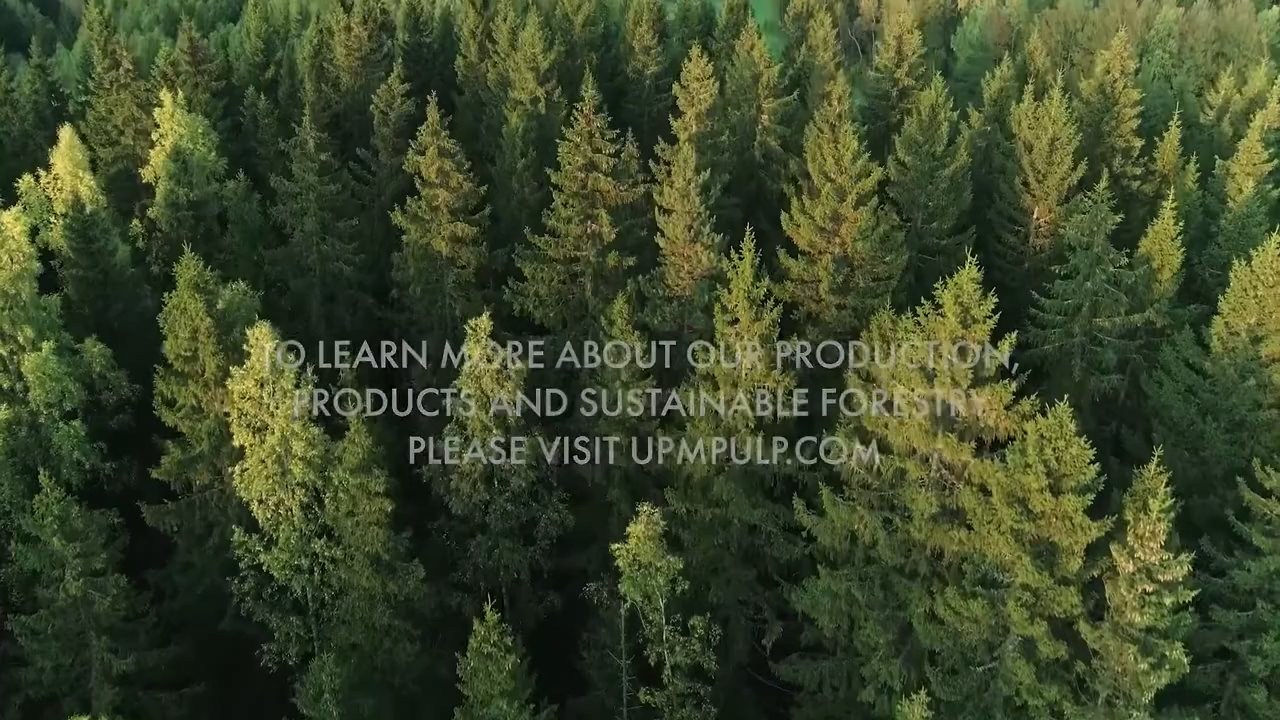 TO LEARN MORE ABOUT OUR PRODUCTION,
PRODUCTS AND SUSTAINABLE FORESTRY,
PLEASE VISIT UPMPULP.COM